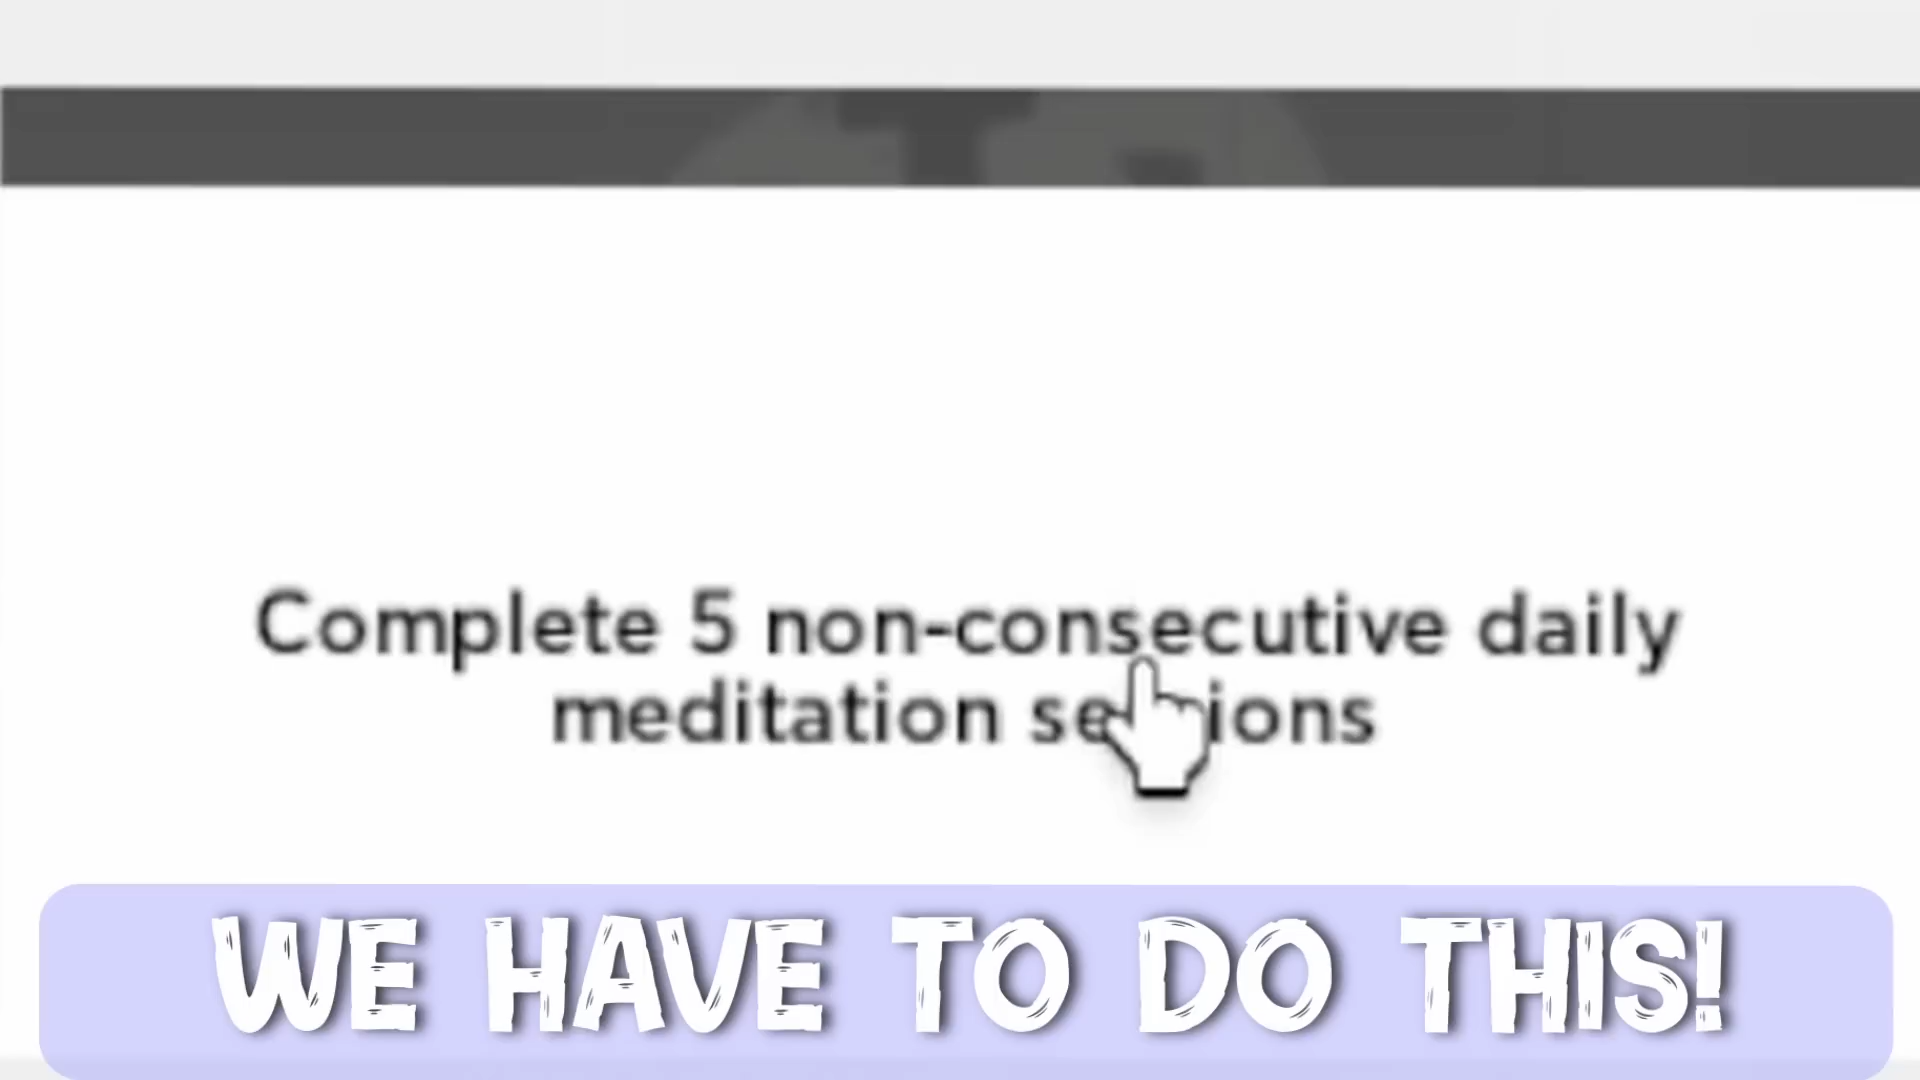 Complete 5 non-consecutive daily
meditation sessions
WE HAVE TO DO THIS!